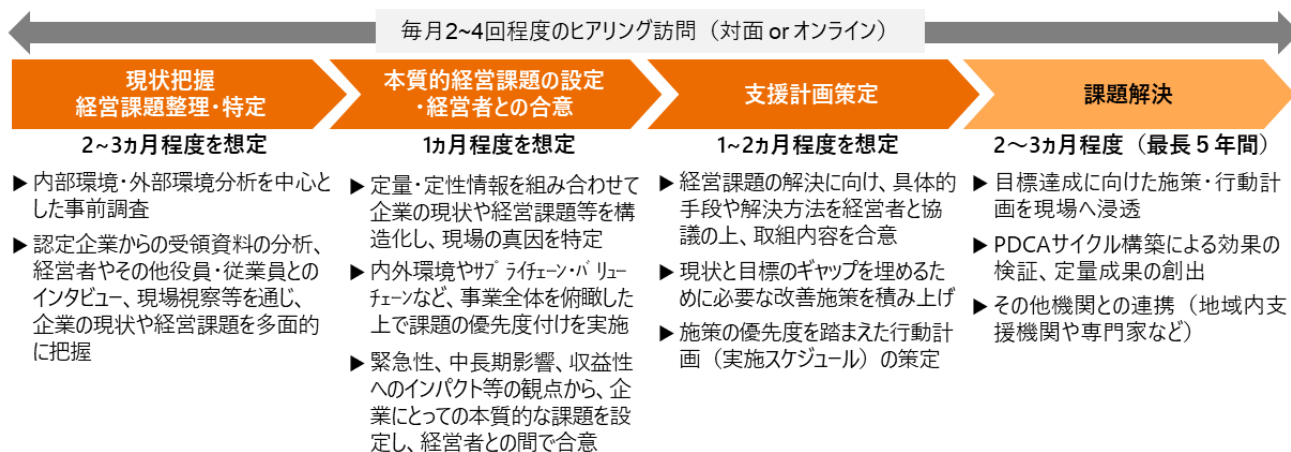 毎月2~4回程度のヒアリング訪問（対面 or オンライン）
現状把握
経営課題整理・特定
2~3ヵ月程度を想定
▶ 内部環境・外部環境分析を中心と
した事前調査
▶ 認定企業からの受領資料の分析、
経営者やその他役員・従業員との
インタビュー、現場視察等を通じ、
企業の現状や経営課題を多面的
に把握
本質的経営課題の設定
・経営者との合意
1ヵ月程度を想定
▶ 定量・定性情報を組み合わせて
企業の現状や経営課題等を構
造化し、現場の真因を特定
▶ 内外環境やサプライチェーン・バリュー
チェーンなど、事業全体を俯瞰した
上で課題の優先度付けを実施
▶ 緊急性、中長期影響、収益性
へのインパクト等の観点から、企
業にとっての本質的な課題を設
定し、経営者との間で合意
支援計画策定
1~2ヵ月程度を想定
▶ 経営課題の解決に向け、具体的
手段や解決方法を経営者と協
議の上、取組内容を合意
▶ 現状と目標のギャップを埋めるた
めに必要な改善施策を積み上げ
▶ 施策の優先度を踏まえた行動計
画（実施スケジュール）の策定
課題解決
2～3ヵ月程度（最長５年間）
▶ 目標達成に向けた施策・行動計
画を現場へ浸透
▶ PDCAサイクル構築による効果の
検証、定量成果の創出
▶ その他機関との連携（地域内支
援機関や専門家など）